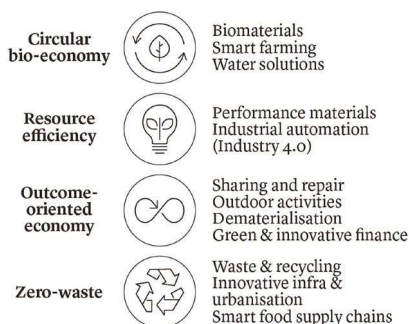 Circular
bio-economy
Biomaterials
Smart farming
Water solutions
Resource
efficiency
Performance materials
Industrial automation
(Industry 4.0)
Outcome-
oriented
economy
Sharing and repair
Outdoor activities
Dematerialisation
Green & innovative finance
Zero-waste
Waste & recycling
Innovative infra &
urbanisation
Smart food supply chains